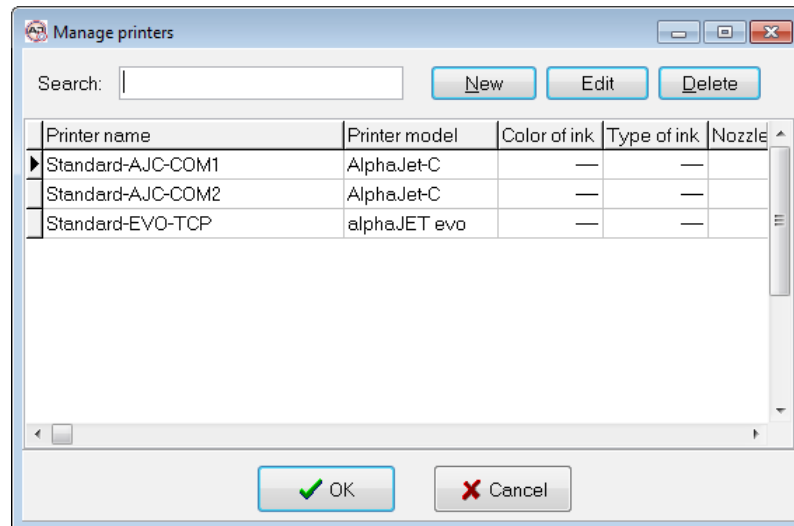 Manage printers
Search: New Edit Delete
Printer name Printer model Color of ink Type of ink Nozzle
Standard-AJC-COM1 AlphaJet-C — —
Standard-AJC-COM2 AlphaJet-C — —
Standard-EVO-TCP alphaJET evo — —
OK Cancel